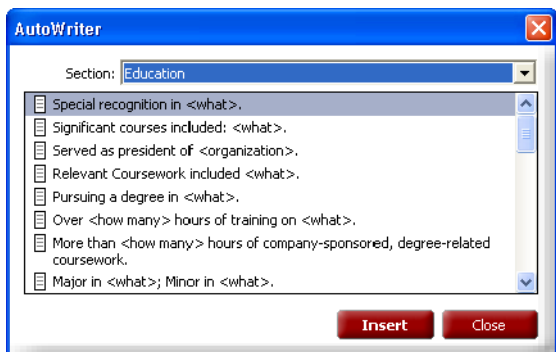 AutoWriter
Section: Education
Special recognition in <what>.
Significant courses included: <what>.
Served as president of <organization>.
Relevant Coursework included <what>.
Pursuing a degree in <what>.
Over <how many> hours of training on <what>.
More than <how many> hours of company-sponsored, degree-related
coursework.
Major in <what>; Minor in <what>.
Insert Close